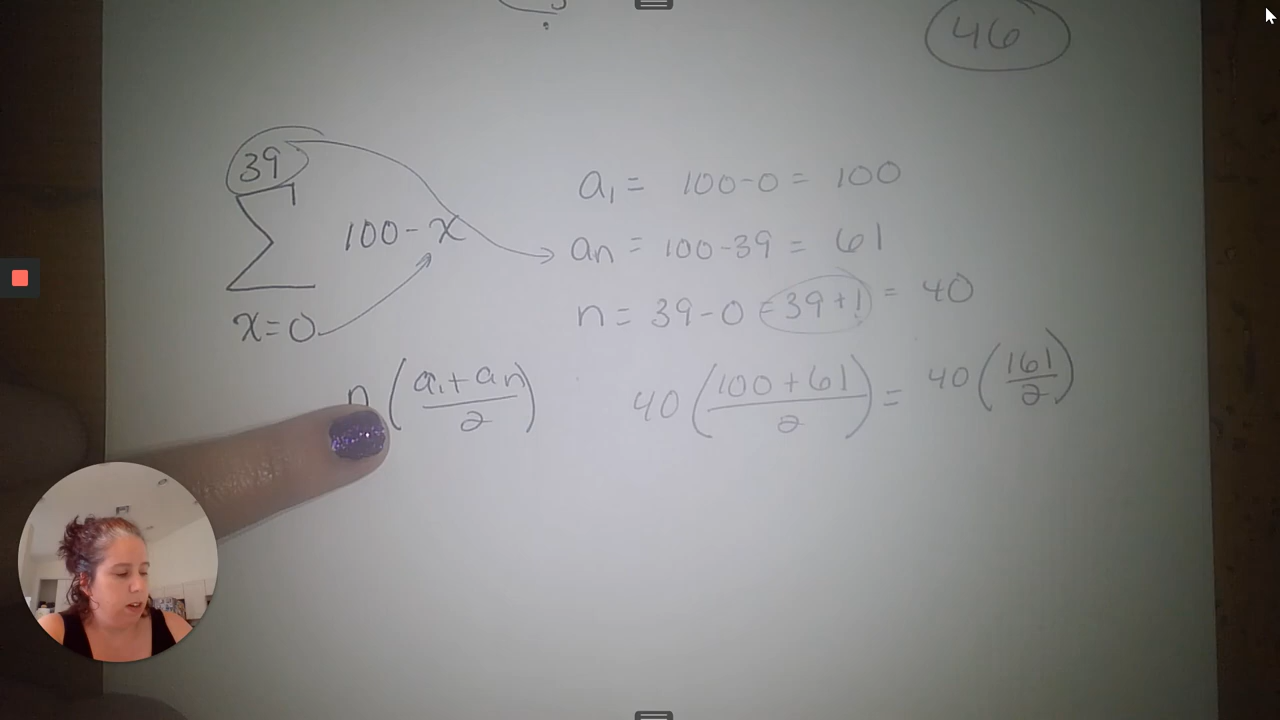 46
39
∑ 100-x
x=0
a₁ = 100-0 = 100
an = 100-39 = 61
n = 39-0 = 39+1 = 40
n(a₁+an/2) 40(100+61/2) = 40(161/2)